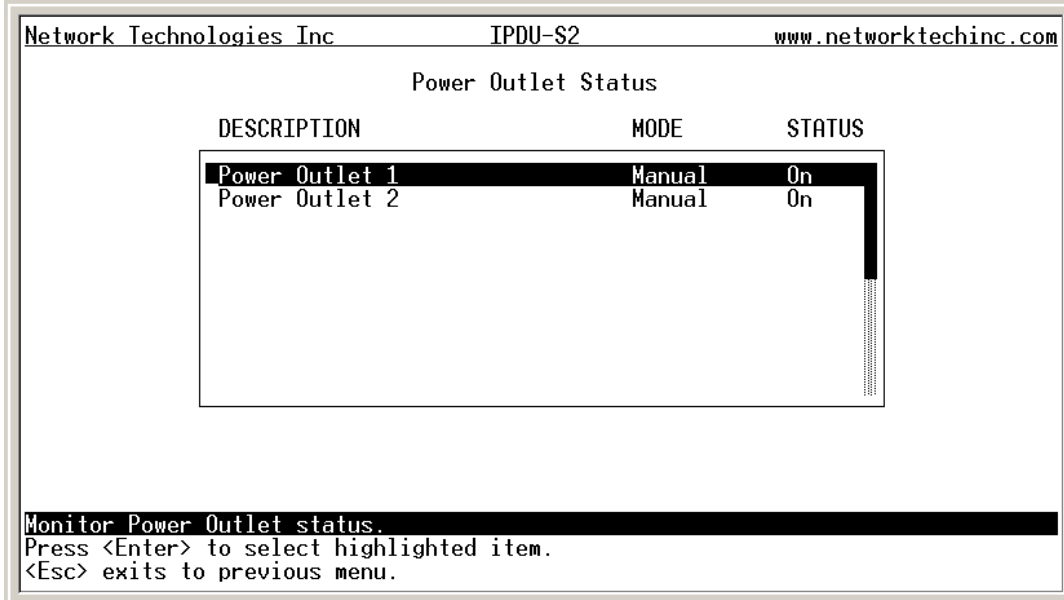 Network Technologies Inc IPDU-S2 www.networktechinc.com
Power Outlet Status
DESCRIPTION MODE STATUS
Power Outlet 1 Manual On
Power Outlet 2 Manual On
Monitor Power Outlet status.
Press <Enter> to select highlighted item.
<Esc> exits to previous menu.